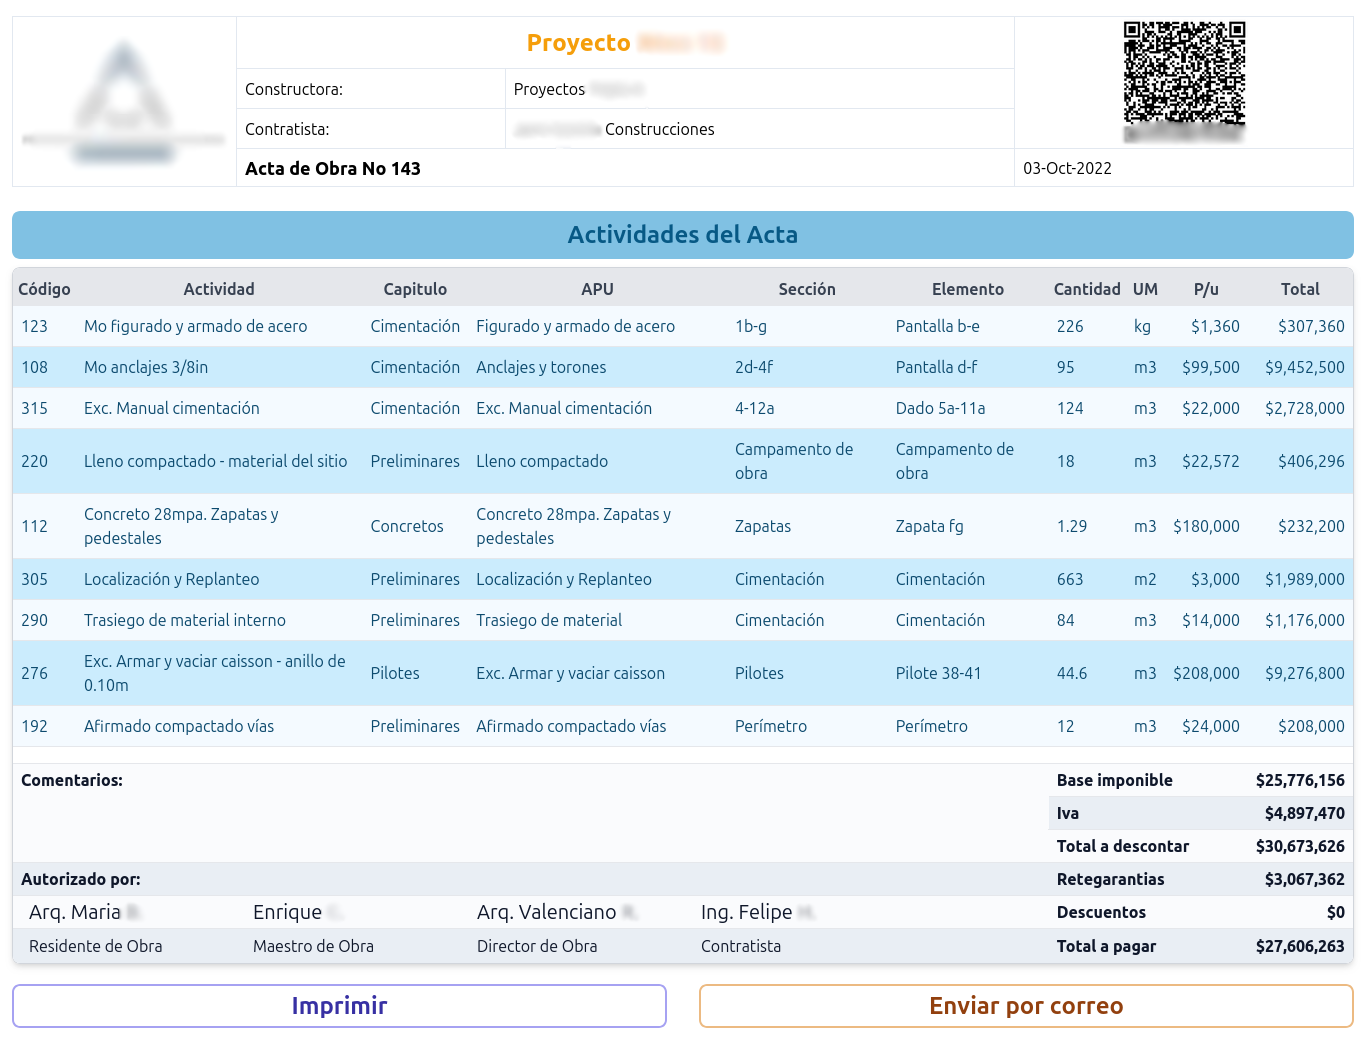 Proyecto
Constructora: Proyectos
Contratista: Construcciones
Acta de Obra No 143 03-Oct-2022
Actividades del Acta
Código Actividad Capitulo APU Sección Elemento Cantidad UM P/u Total
123 Mo figurado y armado de acero Cimentación Figurado y armado de acero 1b-g Pantalla b-e 226 kg $1,360 $307,360
108 Mo anclajes 3/8in Cimentación Anclajes y torones 2d-4f Pantalla d-f 95 m3 $99,500 $9,452,500
315 Exc. Manual cimentación Cimentación Exc. Manual cimentación 4-12a Dado 5a-11a 124 m3 $22,000 $2,728,000
220 Lleno compactado - material del sitio Preliminares Lleno compactado Campamento de obra Campamento de obra 18 m3 $22,572 $406,296
112 Concreto 28mpa. Zapatas y pedestales Concretos Concreto 28mpa. Zapatas y pedestales Zapatas Zapata fg 1.29 m3 $180,000 $232,200
305 Localización y Replanteo Preliminares Localización y Replanteo Cimentación Cimentación 663 m2 $3,000 $1,989,000
290 Trasiego de material interno Preliminares Trasiego de material Cimentación Cimentación 84 m3 $14,000 $1,176,000
276 Exc. Armar y vaciar caisson - anillo de 0.10m Pilotes Exc. Armar y vaciar caisson Pilotes Pilote 38-41 44.6 m3 $208,000 $9,276,800
192 Afirmado compactado vías Preliminares Afirmado compactado vías Perímetro Perímetro 12 m3 $24,000 $208,000
Comentarios: Base imponible $25,776,156
Iva $4,897,470
Total a descontar $30,673,626
Autorizado por: Retegarantias $3,067,362
Arq. Maria Enrique Arq. Valenciano Ing. Felipe Descuentos $0
Residente de Obra Maestro de Obra Director de Obra Contratista Total a pagar $27,606,263
Imprimir Enviar por correo